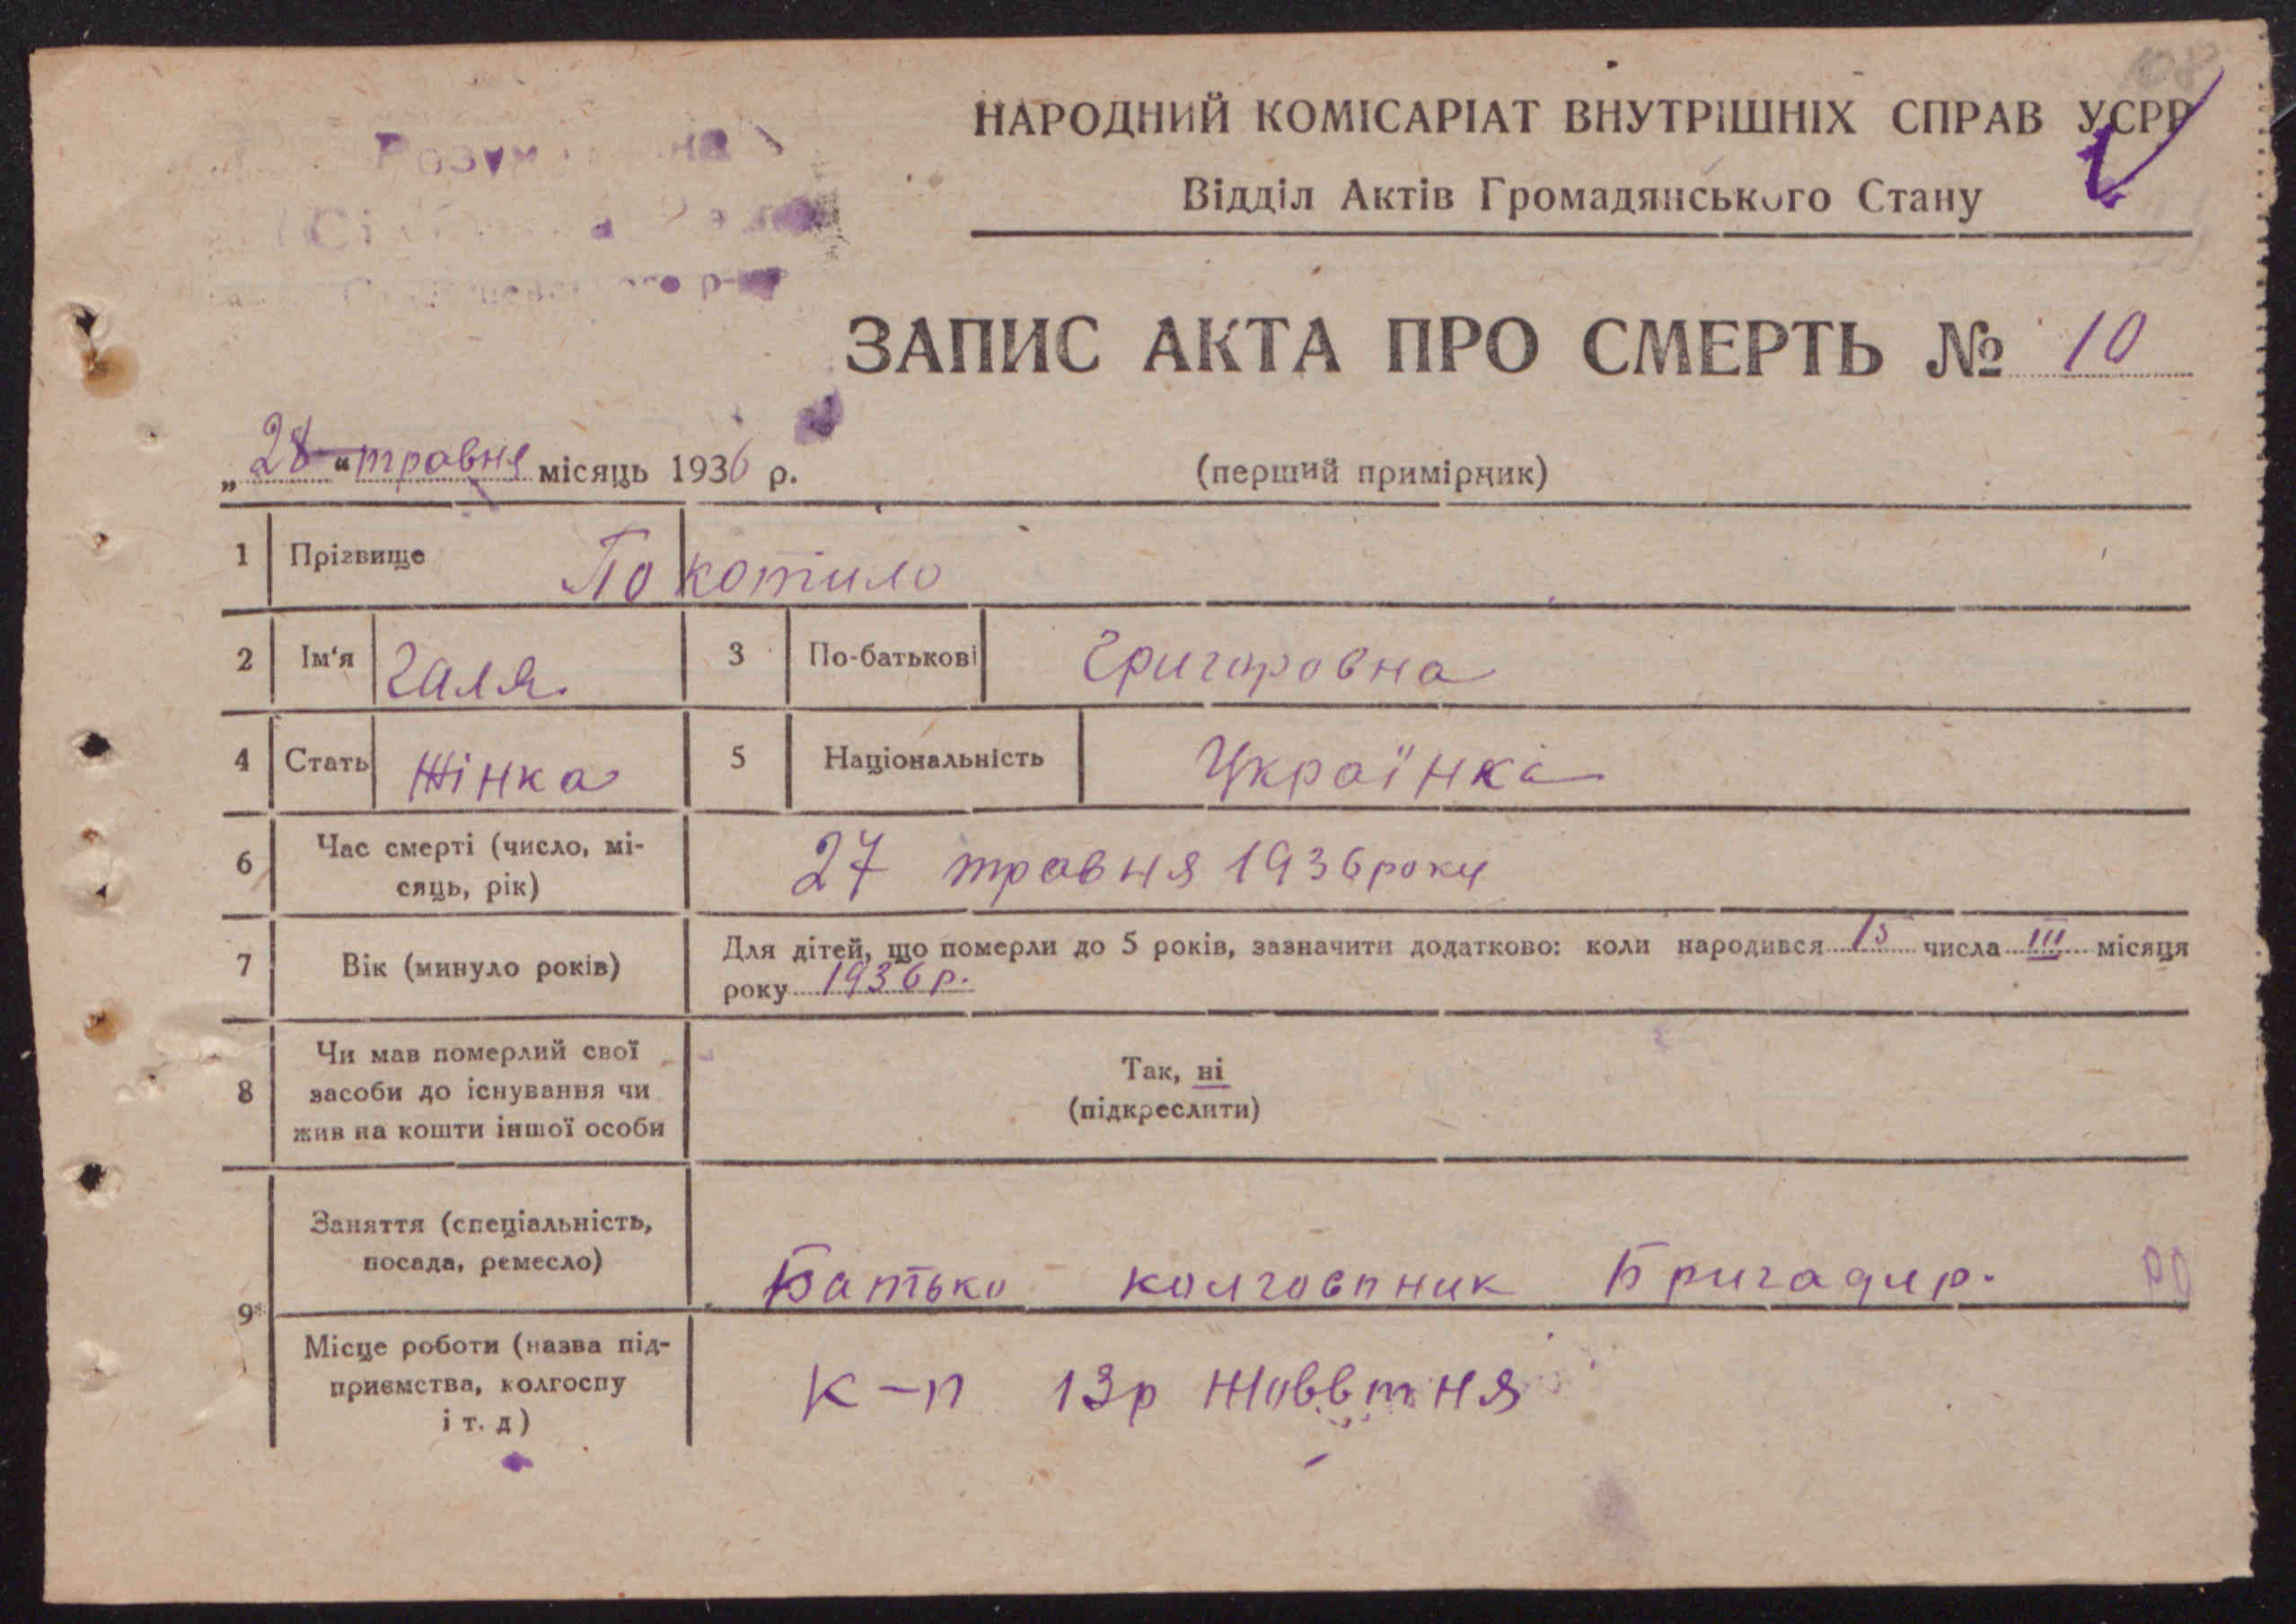 НАРОДНИЙ КОМІСАРІАТ ВНУТРІШНІХ СПРАВ УСРР
Відділ Актів Громадянського Стану
ЗАПИС АКТА ПРО СМЕРТЬ № 10
„28“ травня місяць 1936 р.
(перший примірник)
1 Прізвище Покотило
2 Ім'я Галя 3 По-батькові Григоровна
4 Стать Жінка 5 Національність Українка
6 Час смерті (число, мі-
сяць, рік) 27 травня 1936 року
7 Вік (минуло років) Для дітей, що померли до 5 років, зазначити додатково: коли народився 15 числа III місяця
року 1936 р.
8 Чи мав померлий свої
засоби до існування чи
жив на кошти іншої особи
Так, ні
(підкреслити)
9 Заняття (спеціальність,
посада, ремесло) Батько колгоспник Бригадир.
Місце роботи (назва під-
приємства, колгоспу
і т. д) к-п 13р Жоввтня